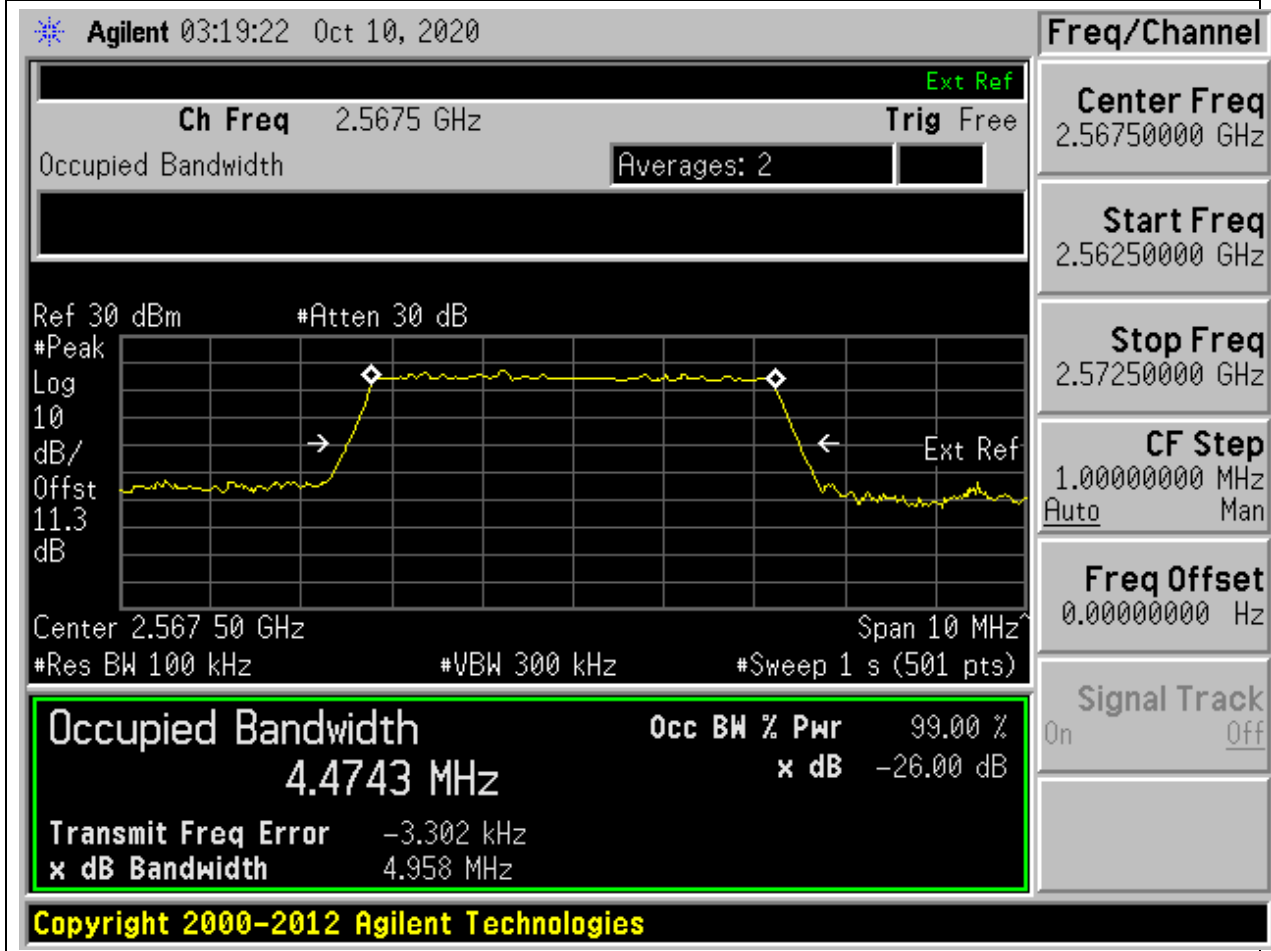 Agilent 03:19:22 Oct 10, 2020
Ext Ref
Ch Freq 2.5675 GHz Trig Free
Occupied Bandwidth Averages: 2
Ref 30 dBm #Atten 30 dB
#Peak
Log
10
dB/
Offst
11.3
dB
Ext Ref
Center 2.567 50 GHz Span 10 MHz^
#Res BW 100 kHz #VBW 300 kHz #Sweep 1 s (501 pts)
Occupied Bandwidth Occ BW % Pwr 99.00 %
4.4743 MHz x dB -26.00 dB
Transmit Freq Error -3.302 kHz
x dB Bandwidth 4.958 MHz
Copyright 2000-2012 Agilent Technologies
Freq/Channel
Center Freq
2.56750000 GHz
Start Freq
2.56250000 GHz
Stop Freq
2.57250000 GHz
CF Step
1.00000000 MHz
Auto Man
Freq Offset
0.00000000 Hz
Signal Track
On Off